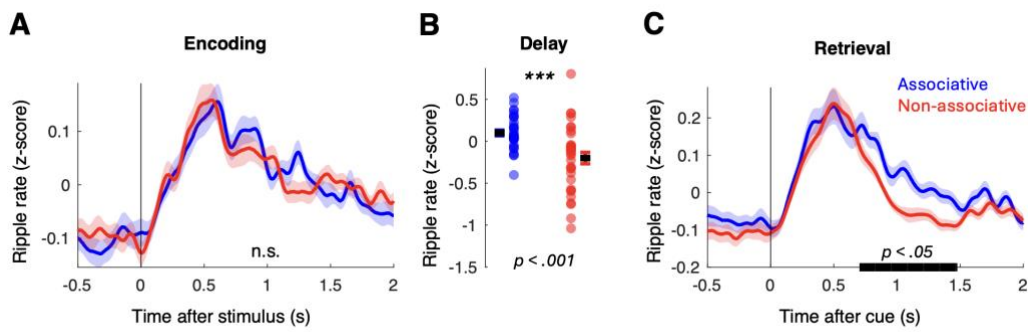 A
Encoding
Ripple rate (z-score)
0.1
0
-0.1
n.s.
-0.5
0
0.5
1
1.5
2
Time after stimulus (s)
B
Delay
***
Ripple rate (z-score)
0.5
0
-0.5
-1
-1.5
p < .001
C
Retrieval
Associative
Non-associative
Ripple rate (z-score)
0.2
0.1
0
-0.1
-0.2
p < .05
-0.5
0
0.5
1
1.5
2
Time after cue (s)